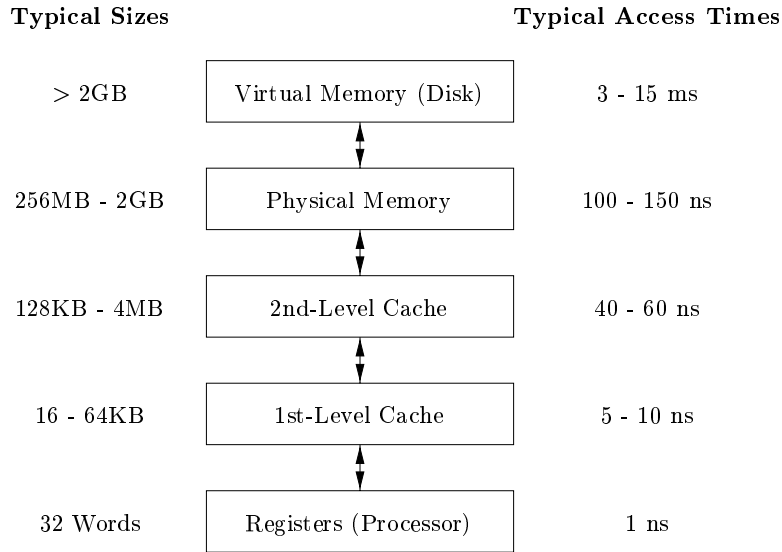 Typical Sizes Typical Access Times
> 2GB Virtual Memory (Disk) 3 - 15 ms
256MB - 2GB Physical Memory 100 - 150 ns
128KB - 4MB 2nd-Level Cache 40 - 60 ns
16 - 64KB 1st-Level Cache 5 - 10 ns
32 Words Registers (Processor) 1 ns